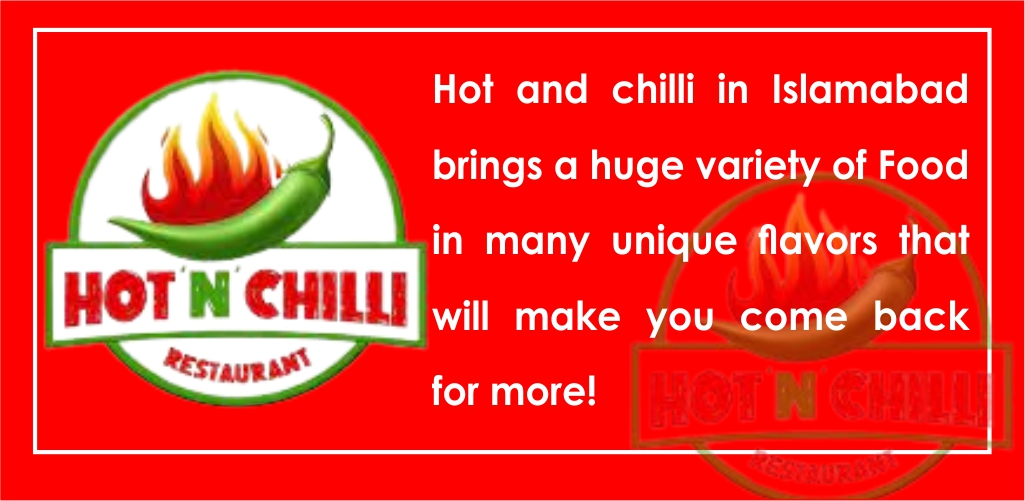 HOT 'N' CHILLI
RESTAURANT
Hot and chilli in Islamabad
brings a huge variety of Food
in many unique flavors that
will make you come back
for more!
HOT 'N' CHILLI
RESTAURANT